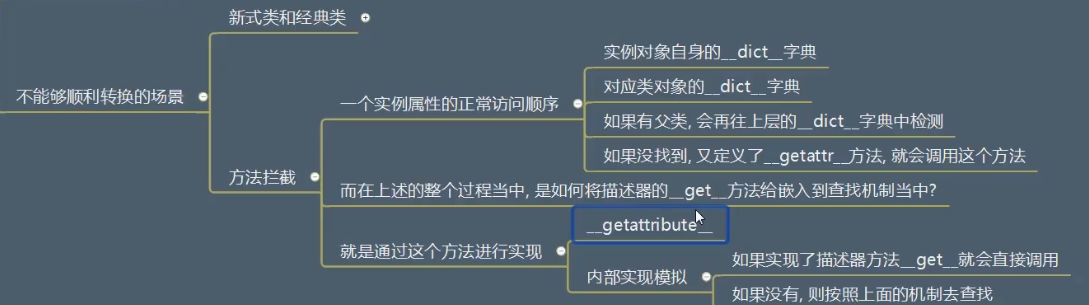 新式类和经典类
不能够顺利转换的场景
实例对象自身的__dict__字典
对应类对象的__dict__字典
一个实例属性的正常访问顺序
如果有父类, 会再往上层的__dict__字典中检测
如果没找到, 又定义了__getattr__方法, 就会调用这个方法
方法拦截
而在上述的整个过程当中, 是如何将描述器的__get__方法给嵌入到查找机制当中?
__getattribute__
就是通过这个方法进行实现
如果实现了描述器方法__get__就会直接调用
内部实现模拟
如果没有, 则按照上面的机制去查找